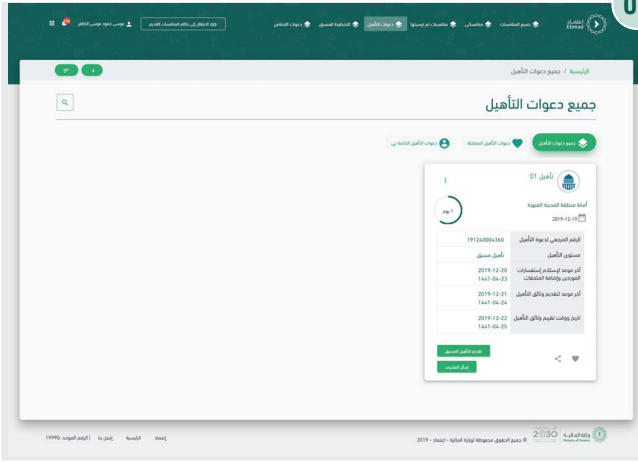 اعتماد
Etimad
جميع المنافسات
منافساتي
منافسات تم ترسيتها
دعوات التأهيل
التخطيط المسبق
دعوات الانضمام
الانتقال إلى نظام المنافسات القديم
الرئيسية / جميع دعوات التأهيل
جميع دعوات التأهيل
جميع دعوات التأهيل
دعوات التأهيل المفضلة
دعوات التأهيل الخاصة بي
تأهيل 01
أمانة منطقة المدينة المنورة
2019-12-19
1 يوم
الرقم المرجعي لدعوة التأهيل 191240004360
مستوى التأهيل تأهيل مسبق
آخر موعد لإستلام إستفسارات الموردين وإضافة الملحقات
2019-12-20
1441-04-23
آخر موعد لتقديم وثائق التأهيل
2019-12-21
1441-04-24
تاريخ ووقت تقييم وثائق التأهيل
2019-12-22
1441-04-25
تقديم التأهيل المسبق
وزارة المالية
Ministry of Finance
2030
© جميع الحقوق محفوظة لوزارة المالية - اعتماد - 2019
إعتماد
الرئيسية
إتصل بنا
الرقم الموحد: 19990